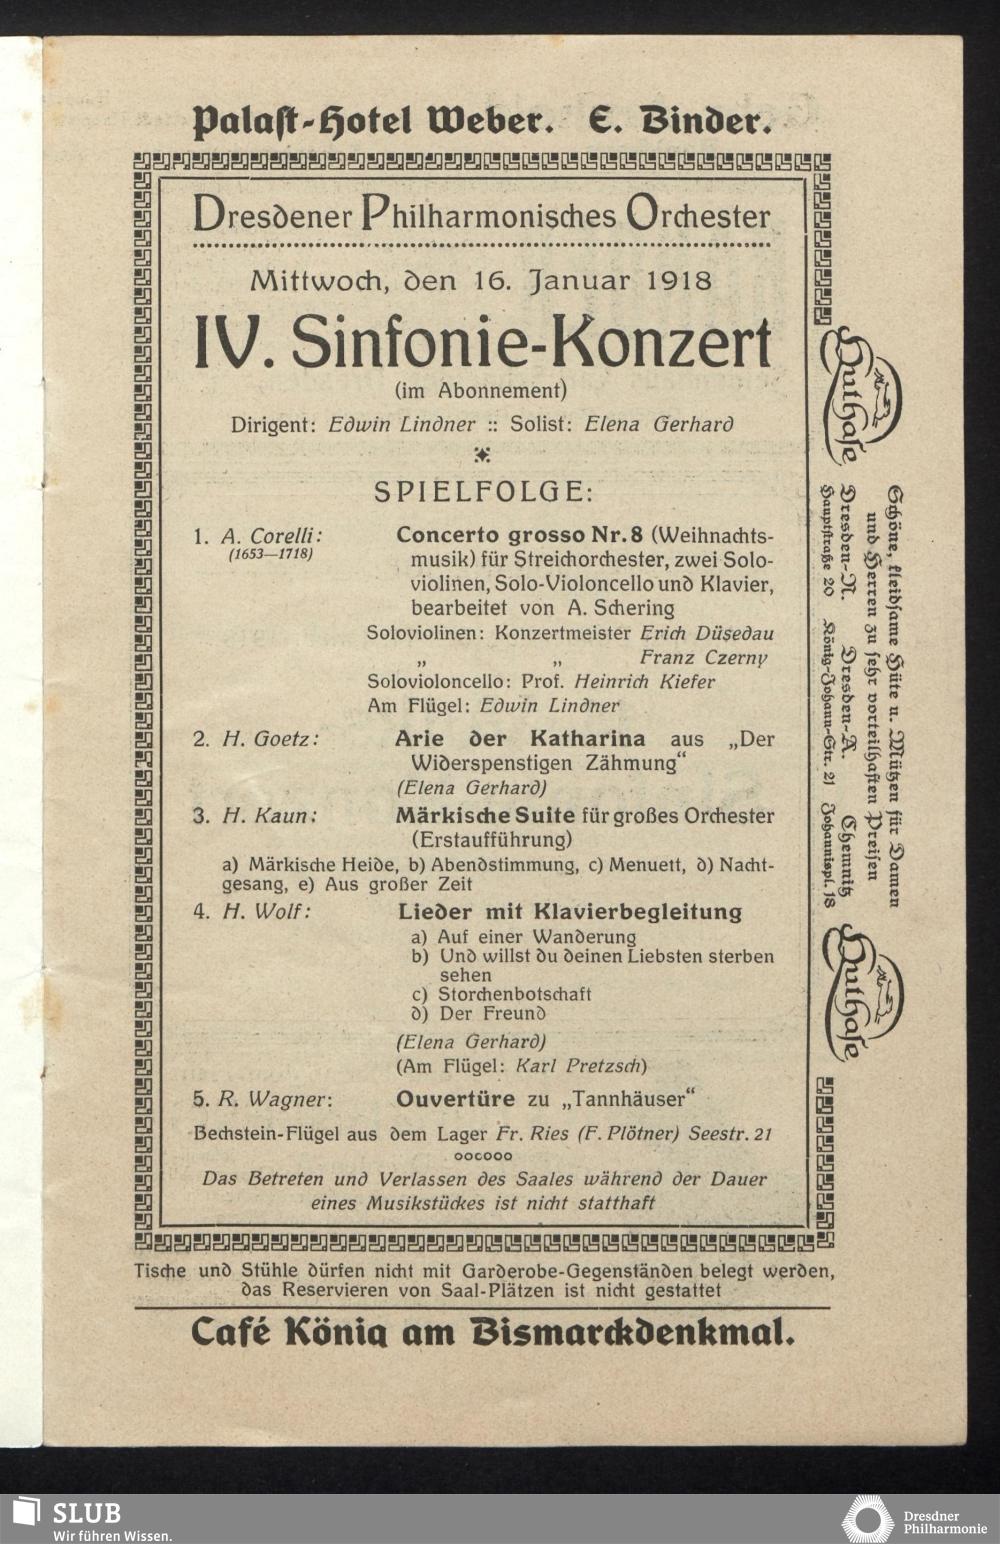 Palast-Hotel Weber. E. Binder.
Dresdener Philharmonisches Orchester
Mittwoch, den 16. Januar 1918
IV. Sinfonie-Konzert
(im Abonnement)
Dirigent: Edwin Lindner :: Solist: Elena Gerhard
SPIELFOLGE:
1. A. Corelli: Concerto grosso Nr. 8 (Weihnachts-
(1653—1718) musik) für Streichorchester, zwei Solo-
violinen, Solo-Violoncello und Klavier,
bearbeitet von A. Schering
Soloviolinen: Konzertmeister Erich Düsedau
„ „ Franz Czerny
Solovioloncello: Prof. Heinrich Kiefer
Am Flügel: Edwin Lindner
2. H. Goetz: Arie der Katharina aus „Der
Widerspenstigen Zähmung“
(Elena Gerhard)
3. H. Kaun: Märkische Suite für großes Orchester
(Erstaufführung)
a) Märkische Heide, b) Abendstimmung, c) Menuett, d) Nacht-
gesang, e) Aus großer Zeit
4. H. Wolf: Lieder mit Klavierbegleitung
a) Auf einer Wanderung
b) Und willst du deinen Liebsten sterben
sehen
c) Storchenbotschaft
d) Der Freund
(Elena Gerhard)
(Am Flügel: Karl Pretzsch)
5. R. Wagner: Ouvertüre zu „Tannhäuser“
Bechstein-Flügel aus dem Lager Fr. Ries (F. Plötner) Seestr. 21
Das Betreten und Verlassen des Saales während der Dauer
eines Musikstückes ist nicht statthaft
Huthase
Schöne, kleidsame Hüte u. Mützen für Damen
und Herren zu sehr vorteilhaften Preisen
Dresden-N. Dresden-A. Chemnitz
Hauptstraße 20 König-Johann-Str. 21 Johannispl. 18
Huthase
Tische und Stühle dürfen nicht mit Garderobe-Gegenständen belegt werden,
das Reservieren von Saal-Plätzen ist nicht gestattet
Café König am Bismarckdenkmal.
SLUB
Wir führen Wissen.
Dresdner
Philharmonie